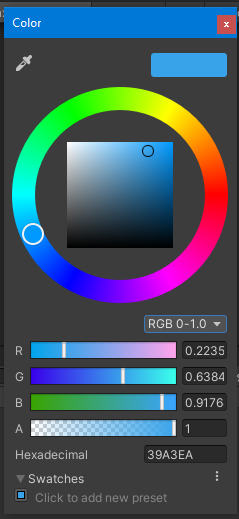 Color
x
RGB 0-1.0
R 0.2235
G 0.6384
B 0.9176
A 1
Hexadecimal 39A3EA
Swatches
Click to add new preset